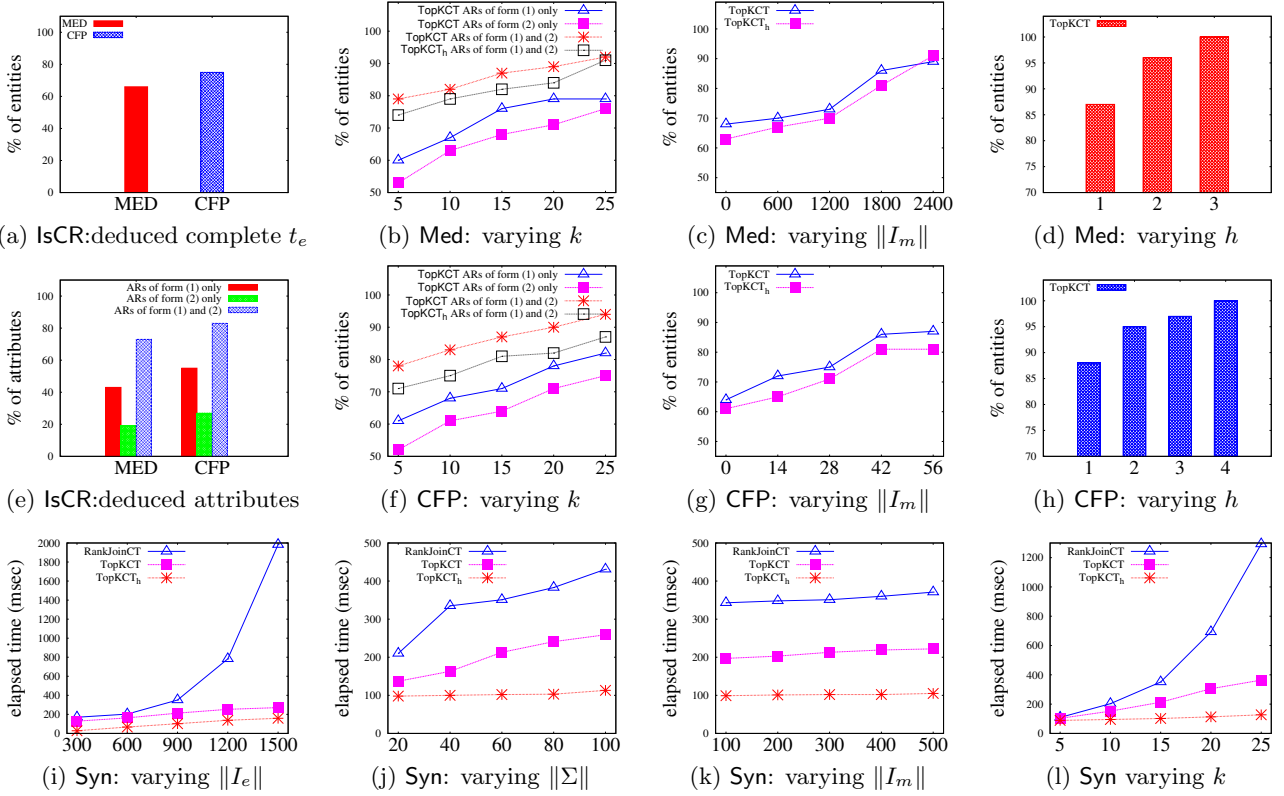 MED
CFP
% of entities
100
80
60
40
20
0
MED CFP
(a) IsCR:deduced complete t_e
TopKCT ARs of form (1) only
TopKCT ARs of form (2) only
TopKCT ARs of form (1) and (2)
TopKCT_h ARs of form (1) and (2)
% of entities
100
90
80
70
60
50
5 10 15 20 25
(b) Med: varying k
TopKCT
TopKCT_h
% of entities
100
90
80
70
60
50
0 600 1200 1800 2400
(c) Med: varying ‖I_m‖
TopKCT
% of entities
100
95
90
85
80
75
70
1 2 3
(d) Med: varying h
ARs of form (1) only
ARs of form (2) only
ARs of form (1) and (2)
% of attributes
100
80
60
40
20
0
MED CFP
(e) IsCR:deduced attributes
TopKCT ARs of form (1) only
TopKCT ARs of form (2) only
TopKCT ARs of form (1) and (2)
TopKCT_h ARs of form (1) and (2)
% of entities
100
90
80
70
60
50
5 10 15 20 25
(f) CFP: varying k
TopKCT
TopKCT_h
% of entities
100
90
80
70
60
50
0 14 28 42 56
(g) CFP: varying ‖I_m‖
TopKCT
% of entities
100
95
90
85
80
75
70
1 2 3 4
(h) CFP: varying h
RankJoinCT
TopKCT
TopKCT_h
elapsed time (msec)
2000
1800
1600
1400
1200
1000
800
600
400
200
0
300 600 900 1200 1500
(i) Syn: varying ‖I_e‖
RankJoinCT
TopKCT
TopKCT_h
elapsed time (msec)
500
400
300
200
100
0
20 40 60 80 100
(j) Syn: varying ‖Σ‖
RankJoinCT
TopKCT
TopKCT_h
elapsed time (msec)
500
400
300
200
100
0
100 200 300 400 500
(k) Syn: varying ‖I_m‖
RankJoinCT
TopKCT
TopKCT_h
elapsed time (msec)
1200
1000
800
600
400
200
0
5 10 15 20 25
(l) Syn varying k